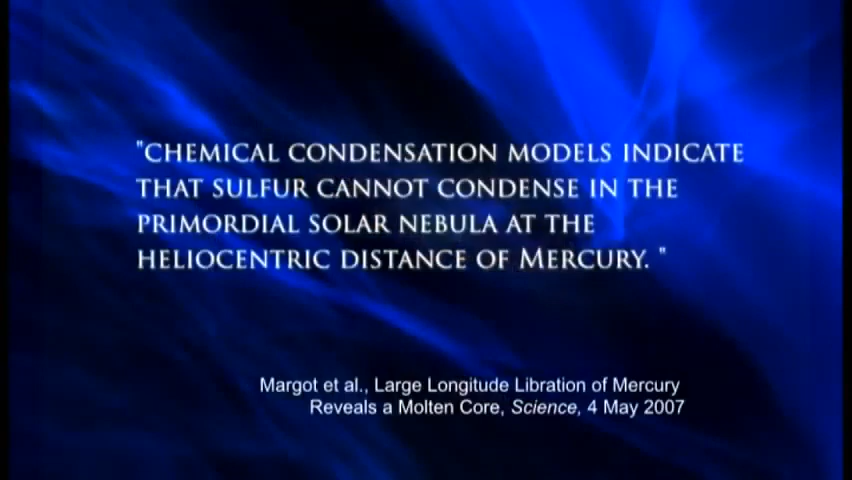 "CHEMICAL CONDENSATION MODELS INDICATE
THAT SULFUR CANNOT CONDENSE IN THE
PRIMORDIAL SOLAR NEBULA AT THE
HELIOCENTRIC DISTANCE OF MERCURY. "
Margot et al., Large Longitude Libration of Mercury
Reveals a Molten Core, Science, 4 May 2007